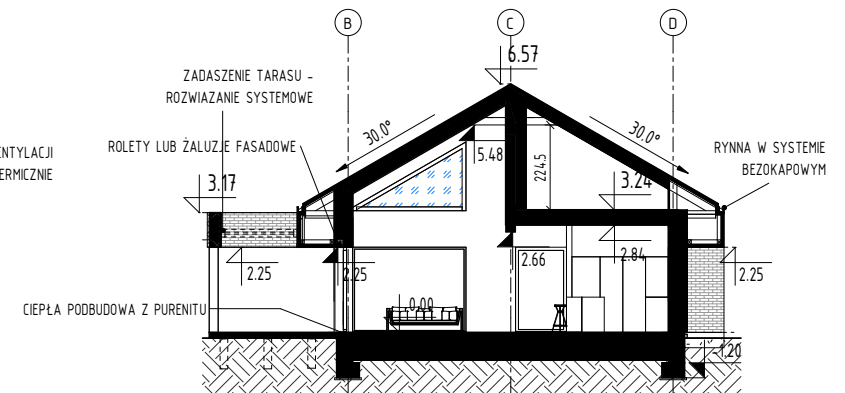 B C D
6.57
ZADASZENIE TARASU -
ROZWIAZANIE SYSTEMOWE
ROLETY LUB ŻALUZJE FASADOWE
ENTYLACJI
ERMICZNIE
30.0°
30.0°
RYNNA W SYSTEMIE
BEZOKAPOWYM
5.48
224.5
3.17
3.24
2.25
2.25
2.66
2.84
2.25
CIEPŁA PODBUDOWA Z PURENITU
0.00
-1,20